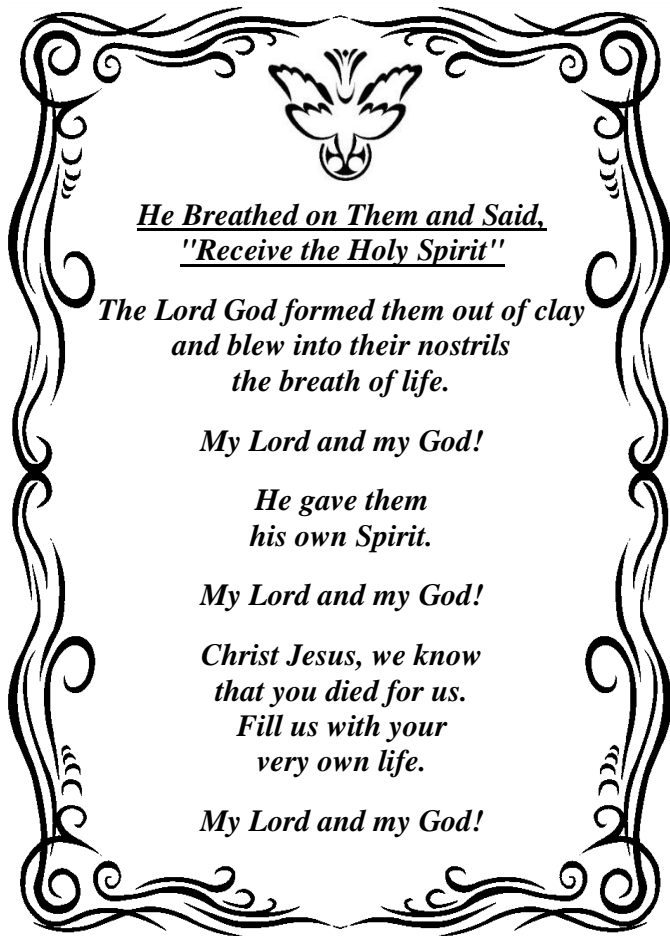 He Breathed on Them and Said,
"Receive the Holy Spirit"
The Lord God formed them out of clay
and blew into their nostrils
the breath of life.
My Lord and my God!
He gave them
his own Spirit.
My Lord and my God!
Christ Jesus, we know
that you died for us.
Fill us with your
very own life.
My Lord and my God!